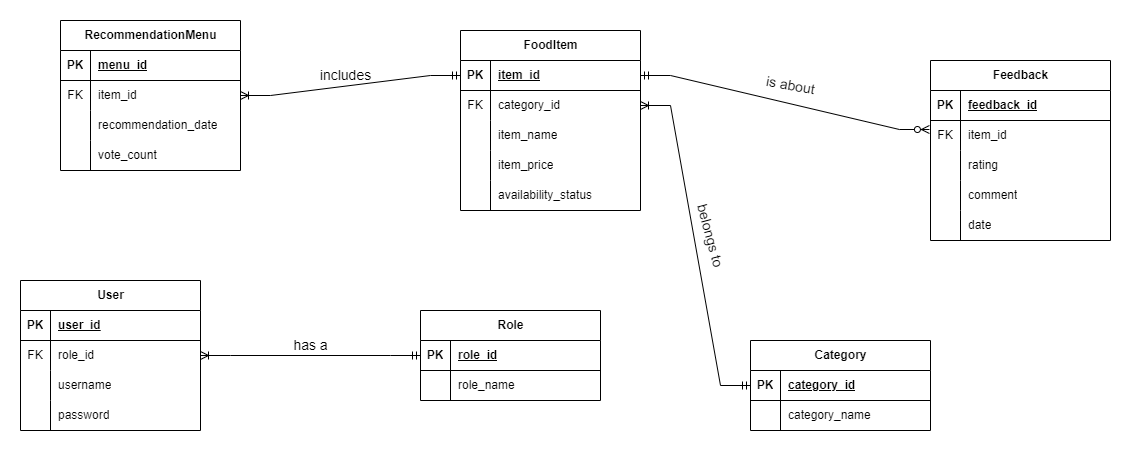 RecommendationMenu
PK menu_id
FK item_id
recommendation_date
vote_count
includes
FoodItem
PK item_id
FK category_id
item_name
item_price
availability_status
is about
Feedback
PK feedback_id
FK item_id
rating
comment
date
belongs to
User
PK user_id
FK role_id
username
password
has a
Role
PK role_id
role_name
Category
PK category_id
category_name